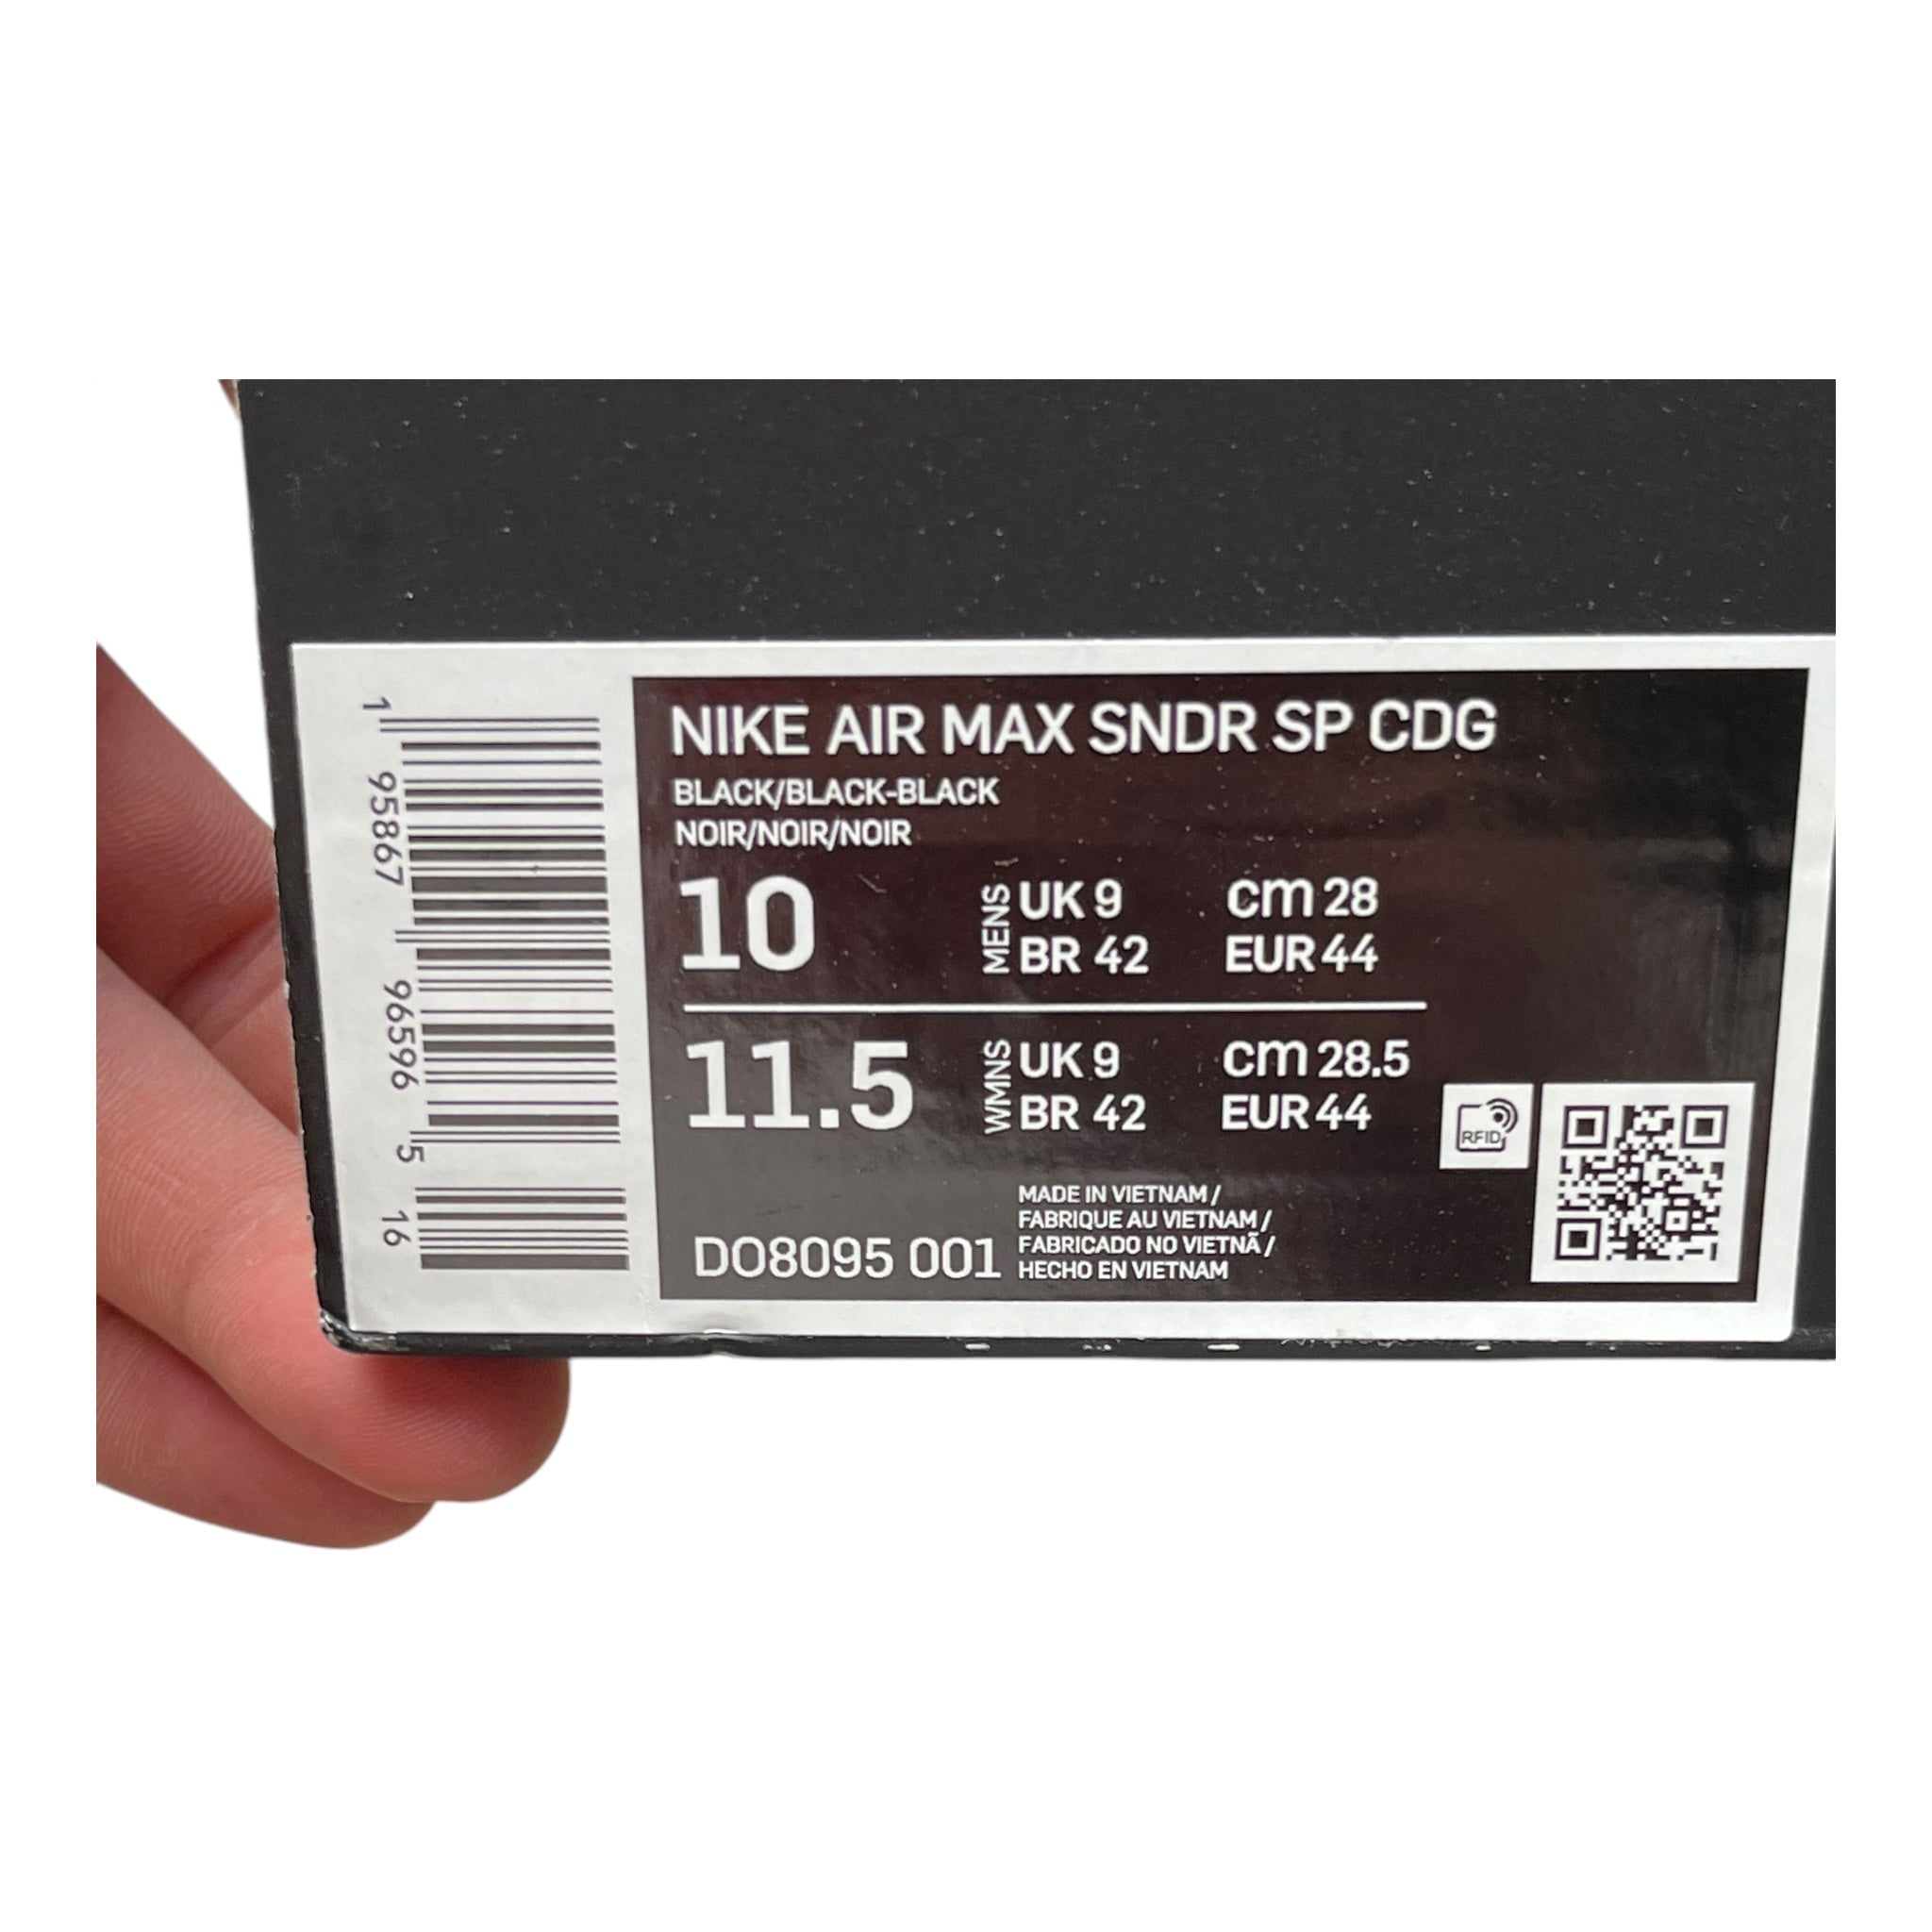 NIKE AIR MAX SNDR SP CDG
BLACK/BLACK-BLACK
NOIR/NOIR/NOIR
10
MENS
UK 9
cm 28
BR 42
EUR 44
11.5
WMNS
UK 9
cm 28.5
BR 42
EUR 44
RFID
DO8095 001
MADE IN VIETNAM /
FABRIQUE AU VIETNAM /
FABRICADO NO VIETNÃ /
HECHO EN VIETNAM
1 95867 96596 5 16